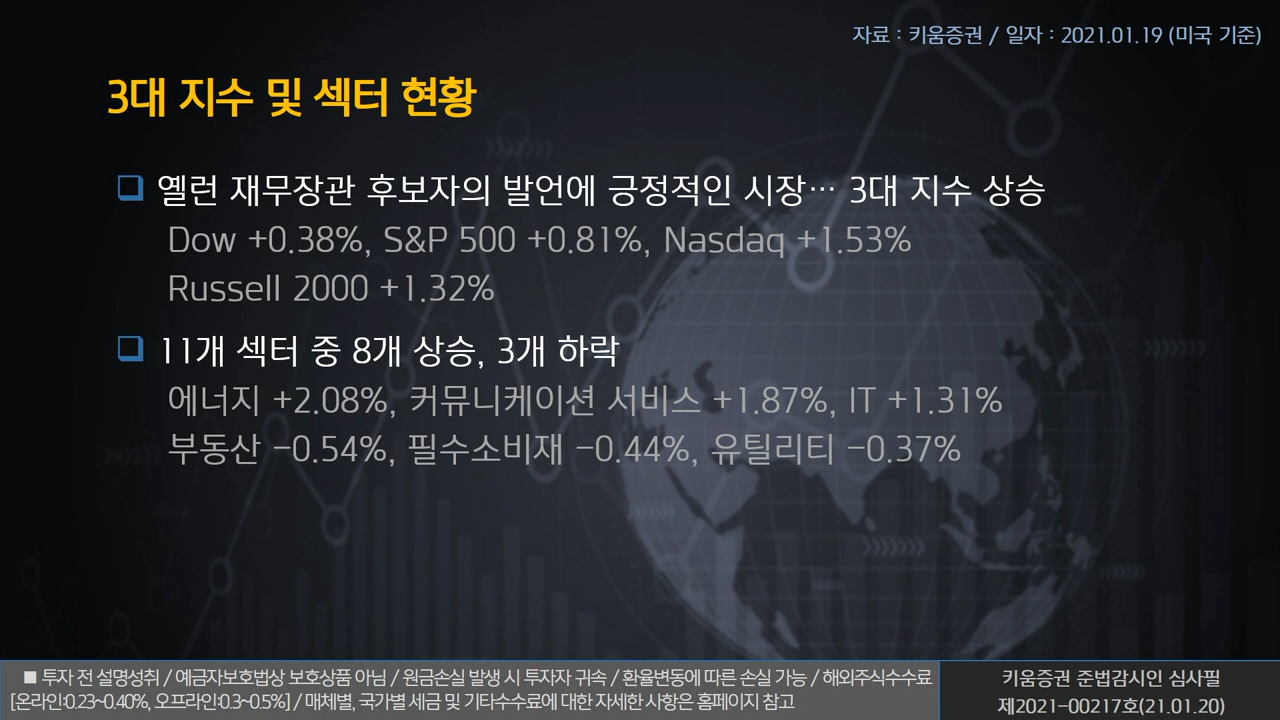 자료 : 키움증권 / 일자 : 2021.01.19 (미국 기준)
3대 지수 및 섹터 현황
❑ 옐런 재무장관 후보자의 발언에 긍정적인 시장… 3대 지수 상승
Dow +0.38%, S&P 500 +0.81%, Nasdaq +1.53%
Russell 2000 +1.32%
❑ 11개 섹터 중 8개 상승, 3개 하락
에너지 +2.08%, 커뮤니케이션 서비스 +1.87%, IT +1.31%
부동산 -0.54%, 필수소비재 -0.44%, 유틸리티 -0.37%
■ 투자 전 설명성취 / 예금자보호법상 보호상품 아님 / 원금손실 발생 시 투자자 귀속 / 환율변동에 따른 손실 가능 / 해외주식수수료
[온라인:0.23~0.40%, 오프라인:0.3~0.5%] / 매체별, 국가별 세금 및 기타수수료에 대한 자세한 사항은 홈페이지 참고
키움증권 준법감시인 심사필
제2021-00217호(21.01.20)